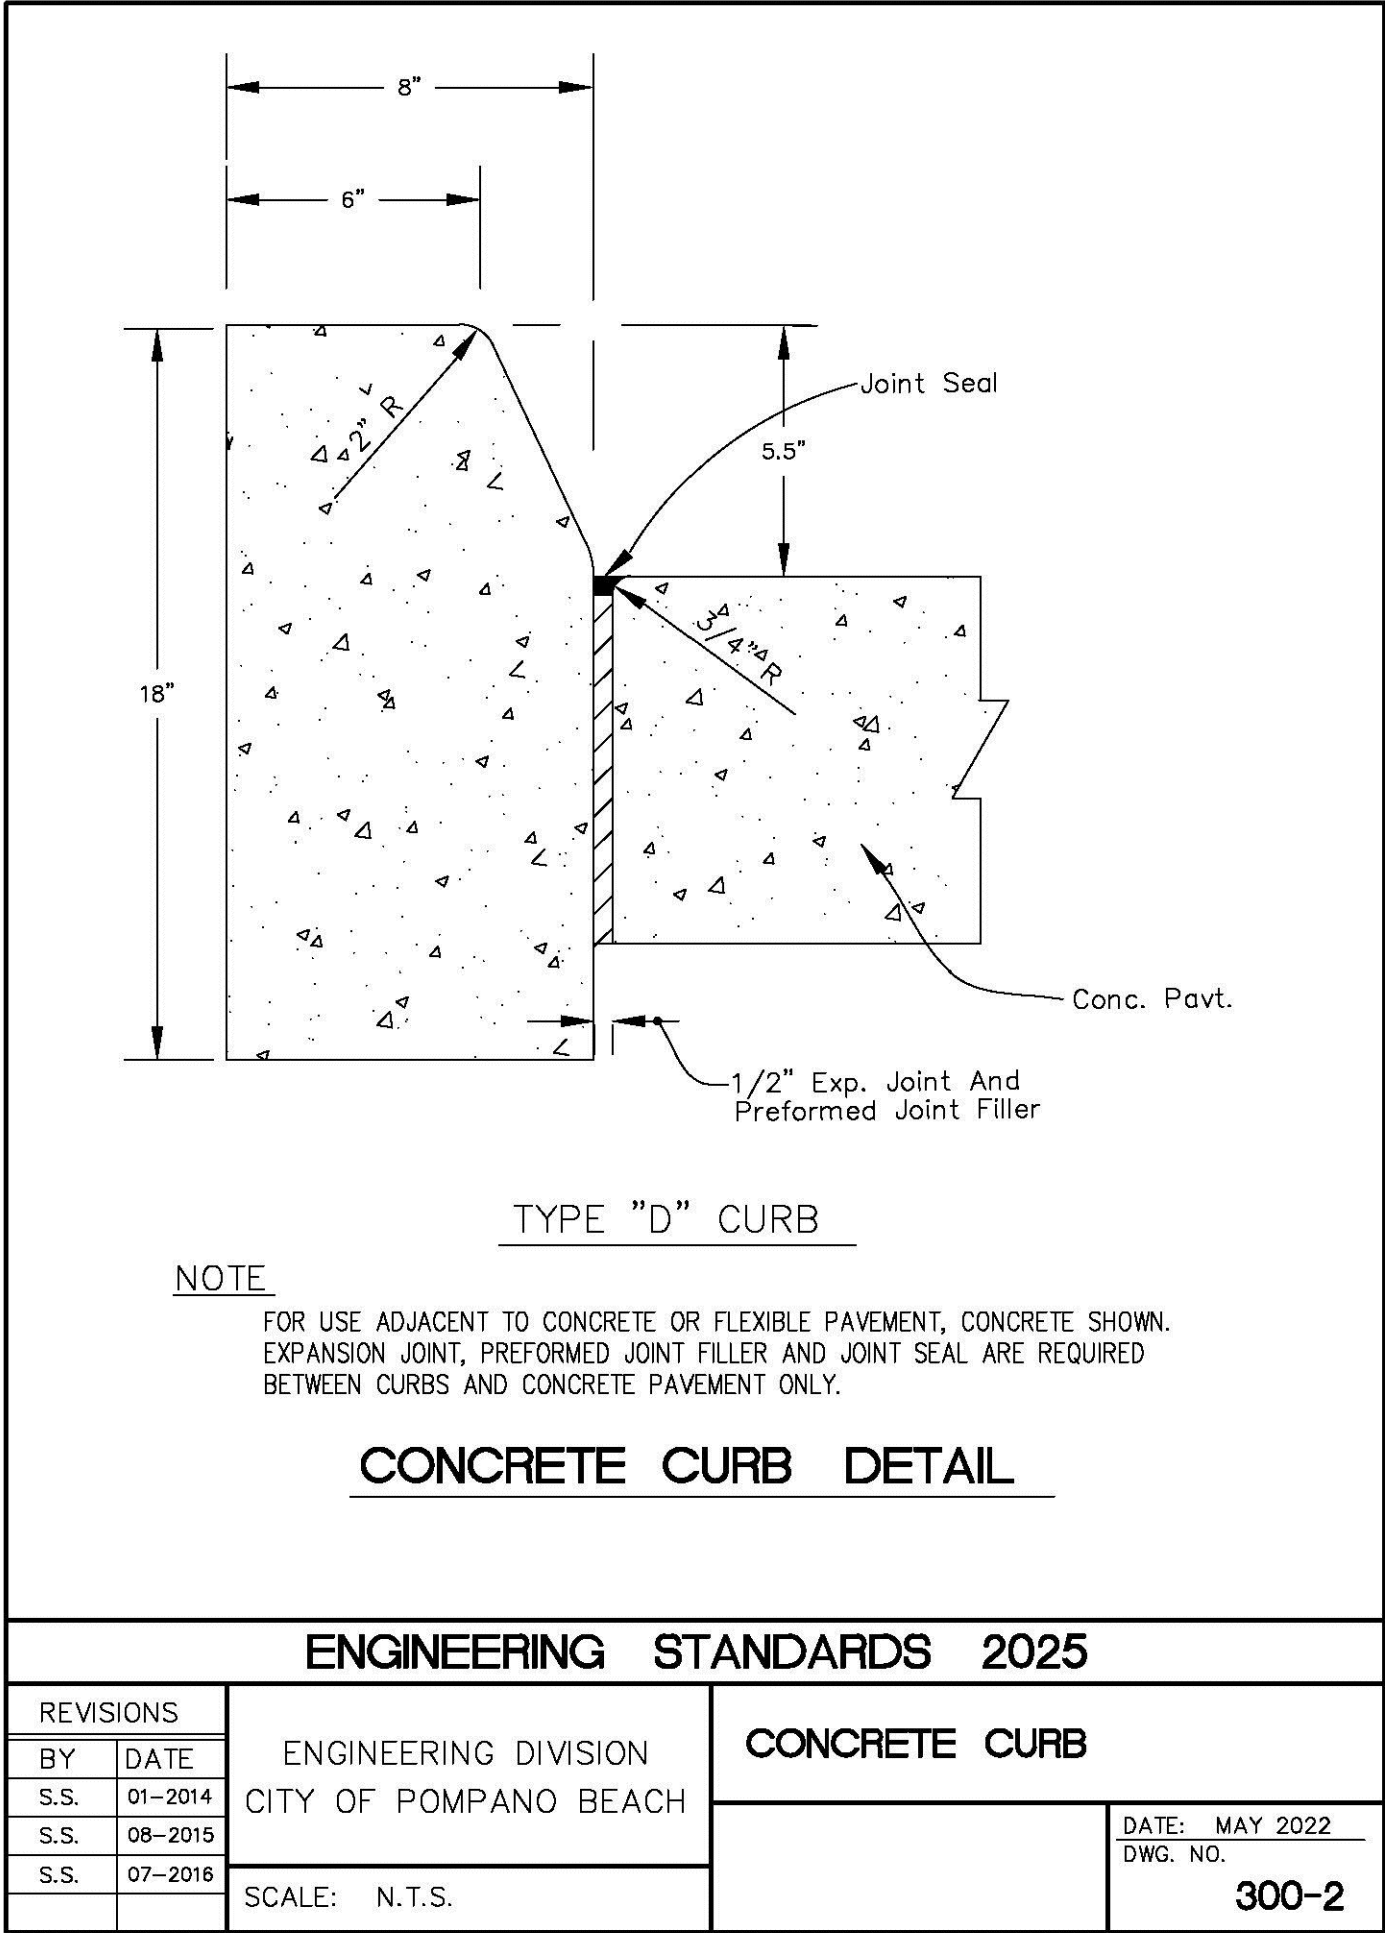 8"
6"
2" R
Joint Seal
5.5"
3/4" R
18"
Conc. Pavt.
1/2" Exp. Joint And
Preformed Joint Filler
TYPE "D" CURB
NOTE
FOR USE ADJACENT TO CONCRETE OR FLEXIBLE PAVEMENT, CONCRETE SHOWN.
EXPANSION JOINT, PREFORMED JOINT FILLER AND JOINT SEAL ARE REQUIRED
BETWEEN CURBS AND CONCRETE PAVEMENT ONLY.
CONCRETE CURB DETAIL
ENGINEERING STANDARDS 2025
REVISIONS
BY DATE
S.S. 01-2014
S.S. 08-2015
S.S. 07-2016
ENGINEERING DIVISION
CITY OF POMPANO BEACH
SCALE: N.T.S.
CONCRETE CURB
DATE: MAY 2022
DWG. NO.
300-2